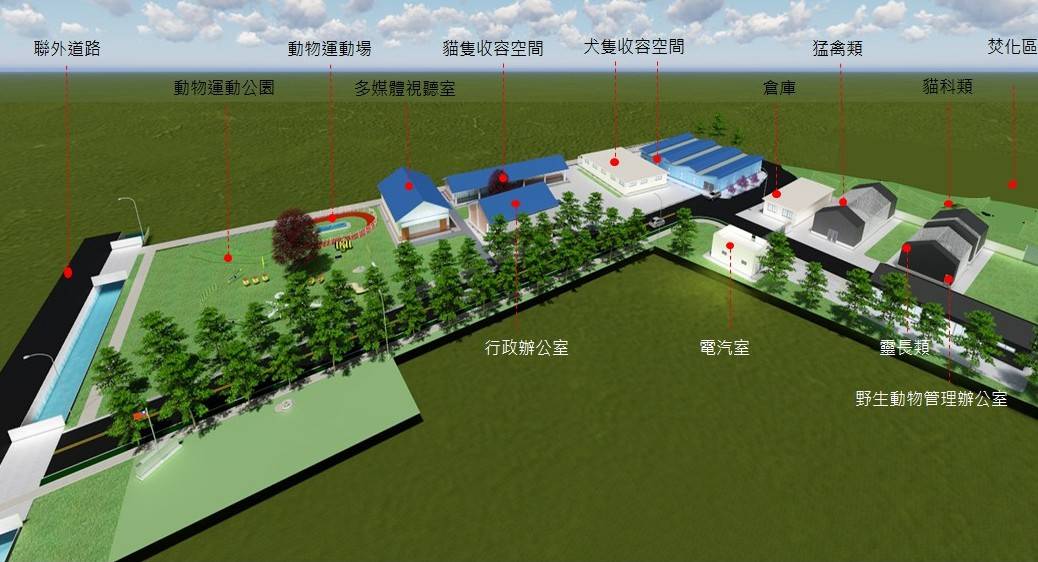 聯外道路
動物運動場
貓隻收容空間
犬隻收容空間
猛禽類
焚化區
動物運動公園
多媒體視聽室
倉庫
貓科類
行政辦公室
電汽室
靈長類
野生動物管理辦公室